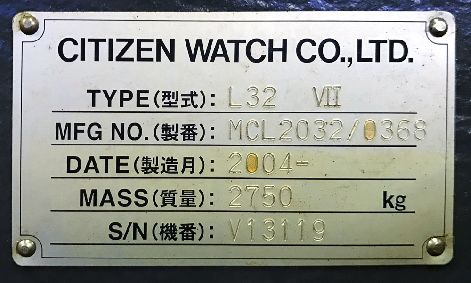 CITIZEN WATCH CO.,LTD.
TYPE(型式): L32 Ⅶ
MFG NO.(製番): MCL2032/0368
DATE(製造月): 2004-
MASS(質量): 2750 kg
S/N(機番): V13119